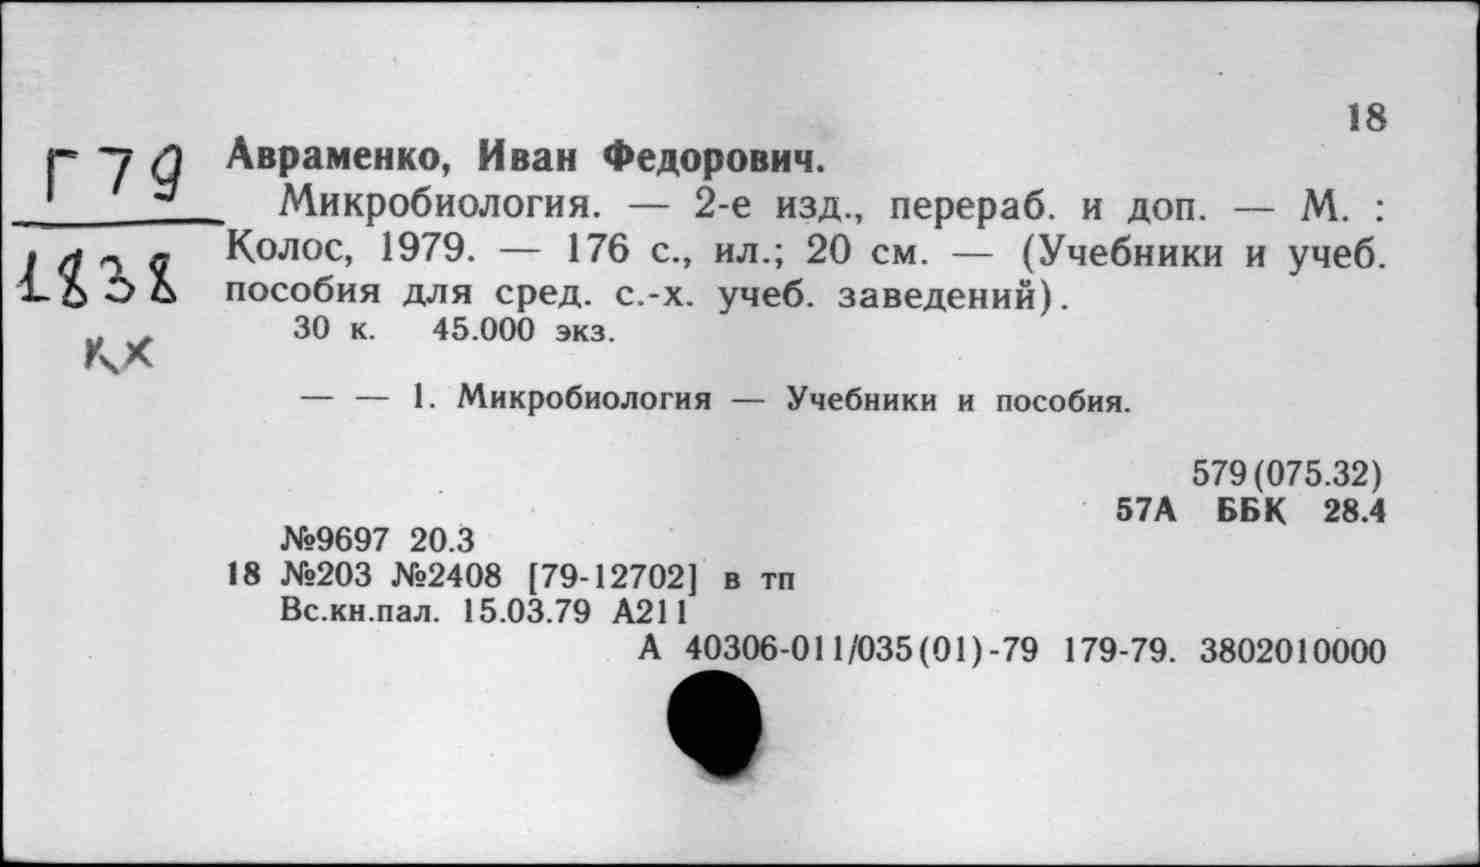 18
Г79
Авраменко, Иван Федорович.
Микробиология. — 2-е изд., перераб. и доп. — М. :
Колос, 1979. — 176 с., ил.; 20 см. — (Учебники и учеб.
пособия для сред. с.-х. учеб. заведений).
кх
30 к. 45.000 экз.
— — 1. Микробиология — Учебники и пособия.
579(075.32)
57А ББК 28.4
№9697 20.3
18 №203 №2408 [79-12702] в тп
Вс.кн.пал. 15.03.79 А211
А 40306-011/035(01)-79 179-79. 3802010000